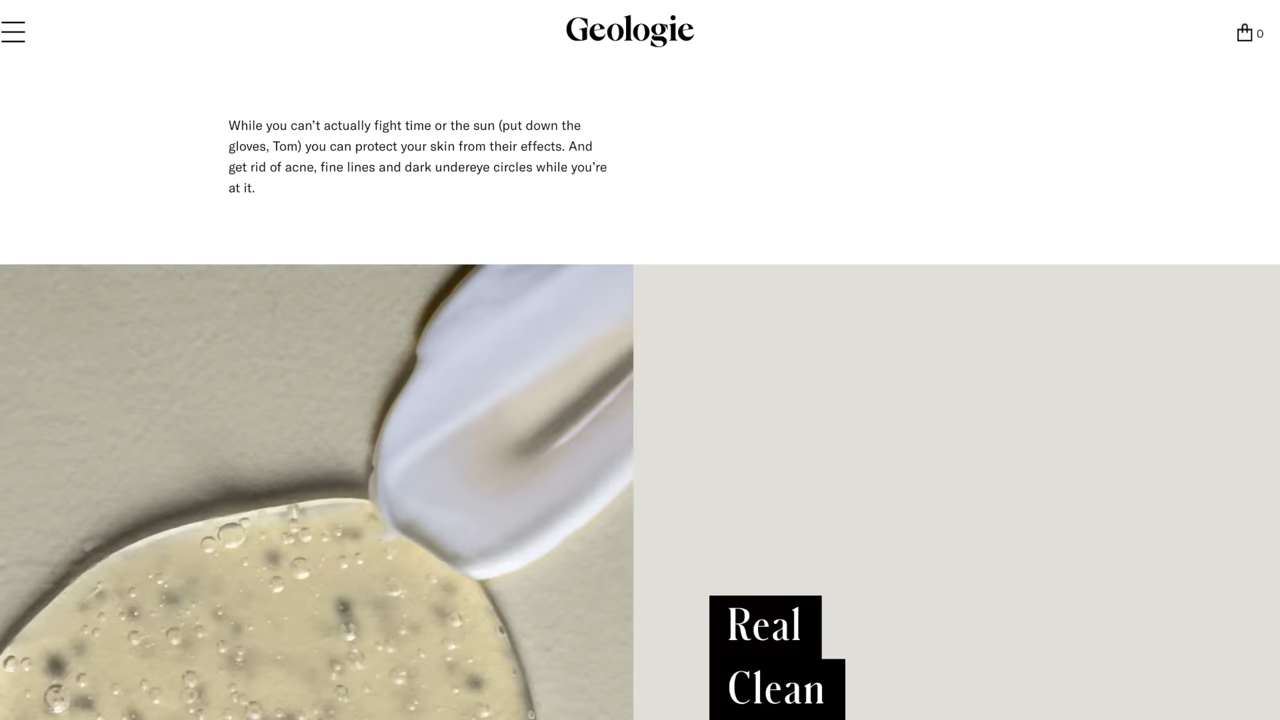 Geologie
0
While you can’t actually fight time or the sun (put down the
gloves, Tom) you can protect your skin from their effects. And
get rid of acne, fine lines and dark undereye circles while you’re
at it.
Real
Clean